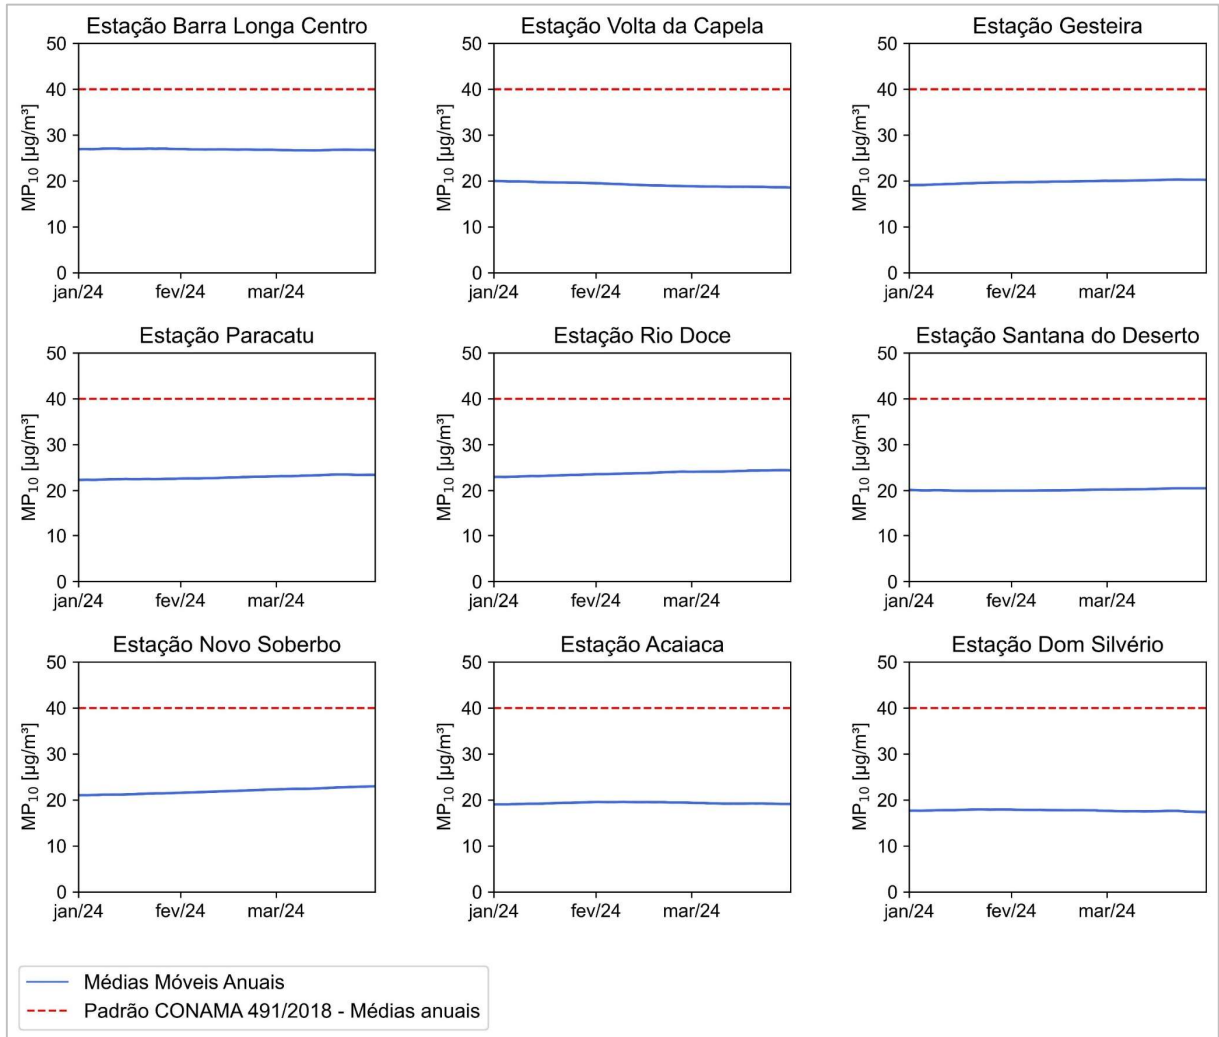 Estação Barra Longa Centro
50
40
30
20
10
0
MP₁₀ [µg/m³]
jan/24 fev/24 mar/24
Estação Volta da Capela
50
40
30
20
10
0
MP₁₀ [µg/m³]
jan/24 fev/24 mar/24
Estação Gesteira
50
40
30
20
10
0
MP₁₀ [µg/m³]
jan/24 fev/24 mar/24
Estação Paracatu
50
40
30
20
10
0
MP₁₀ [µg/m³]
jan/24 fev/24 mar/24
Estação Rio Doce
50
40
30
20
10
0
MP₁₀ [µg/m³]
jan/24 fev/24 mar/24
Estação Santana do Deserto
50
40
30
20
10
0
MP₁₀ [µg/m³]
jan/24 fev/24 mar/24
Estação Novo Soberbo
50
40
30
20
10
0
MP₁₀ [µg/m³]
jan/24 fev/24 mar/24
Estação Acaiaca
50
40
30
20
10
0
MP₁₀ [µg/m³]
jan/24 fev/24 mar/24
Estação Dom Silvério
50
40
30
20
10
0
MP₁₀ [µg/m³]
jan/24 fev/24 mar/24
Médias Móveis Anuais
Padrão CONAMA 491/2018 - Médias anuais